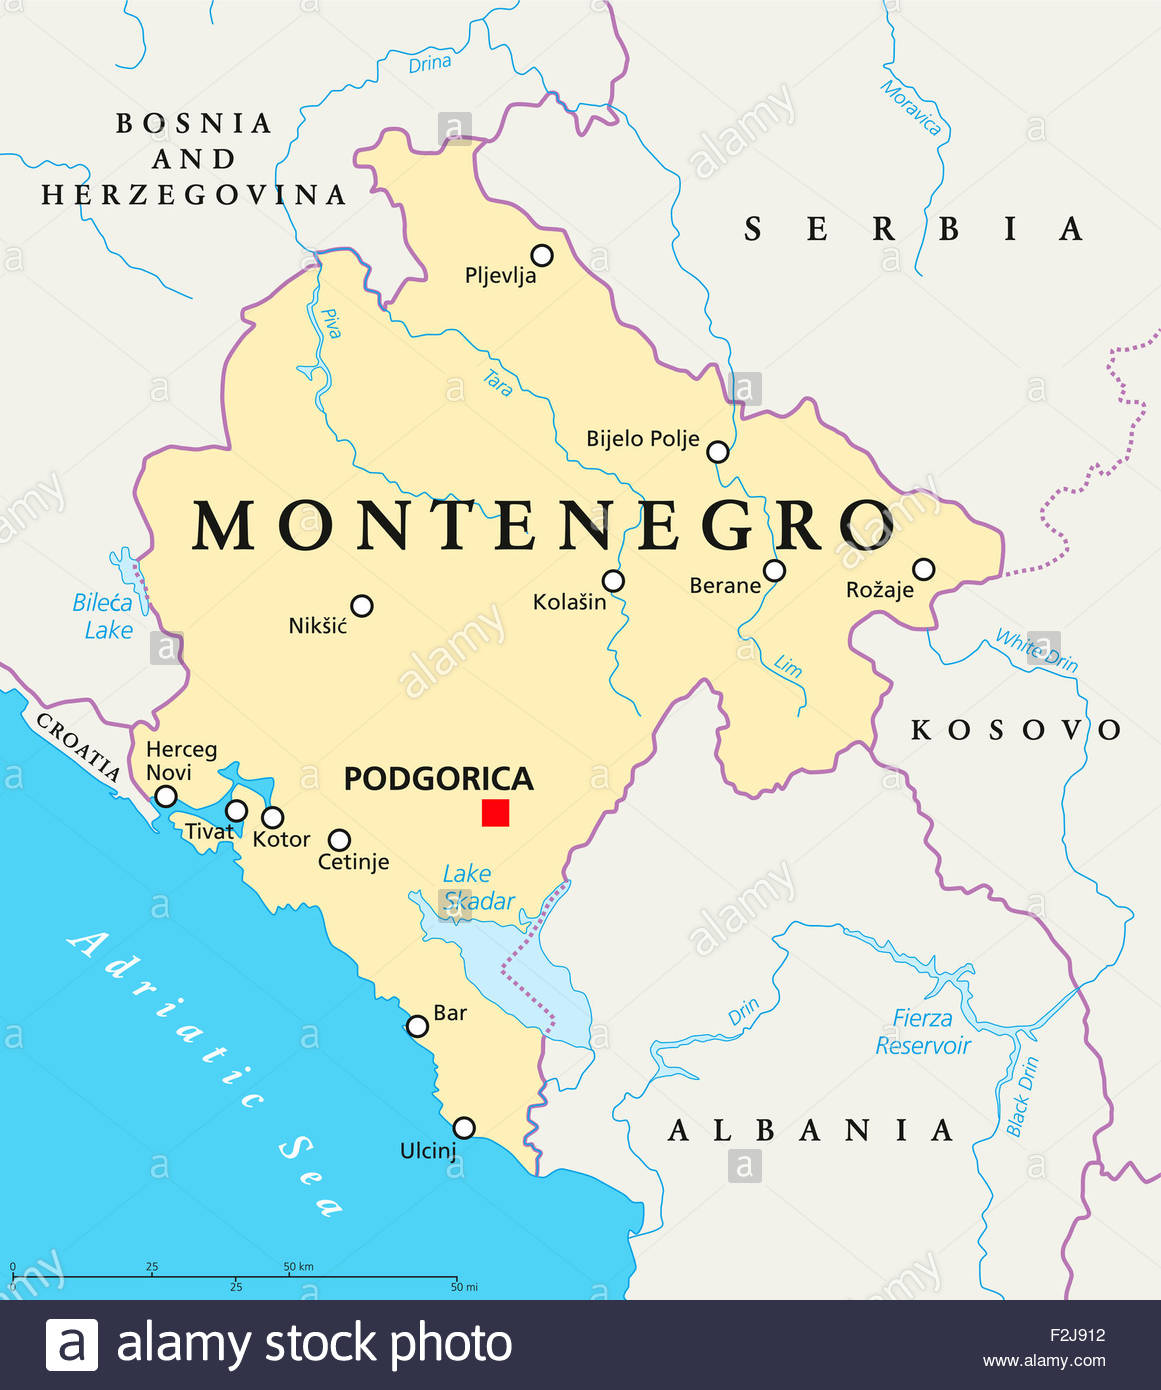 Drina
Moravica
BOSNIA
AND
HERZEGOVINA
SERBIA
Pljevlja
Piva
Tara
Bijelo Polje
MONTENEGRO
Berane
Rožaje
Kolašin
Bileća
Lake
Nikšić
White Drin
Lim
KOSOVO
CROATIA
Herceg
Novi
PODGORICA
Tivat
Kotor
Cetinje
Lake
Skadar
Adriatic Sea
Bar
Drin
Fierza
Reservoir
Black Drin
ALBANIA
Ulcinj
0 25 50 km
0 25 50 mi
a
alamy
a alamy stock photo
F2J912
www.alamy.com